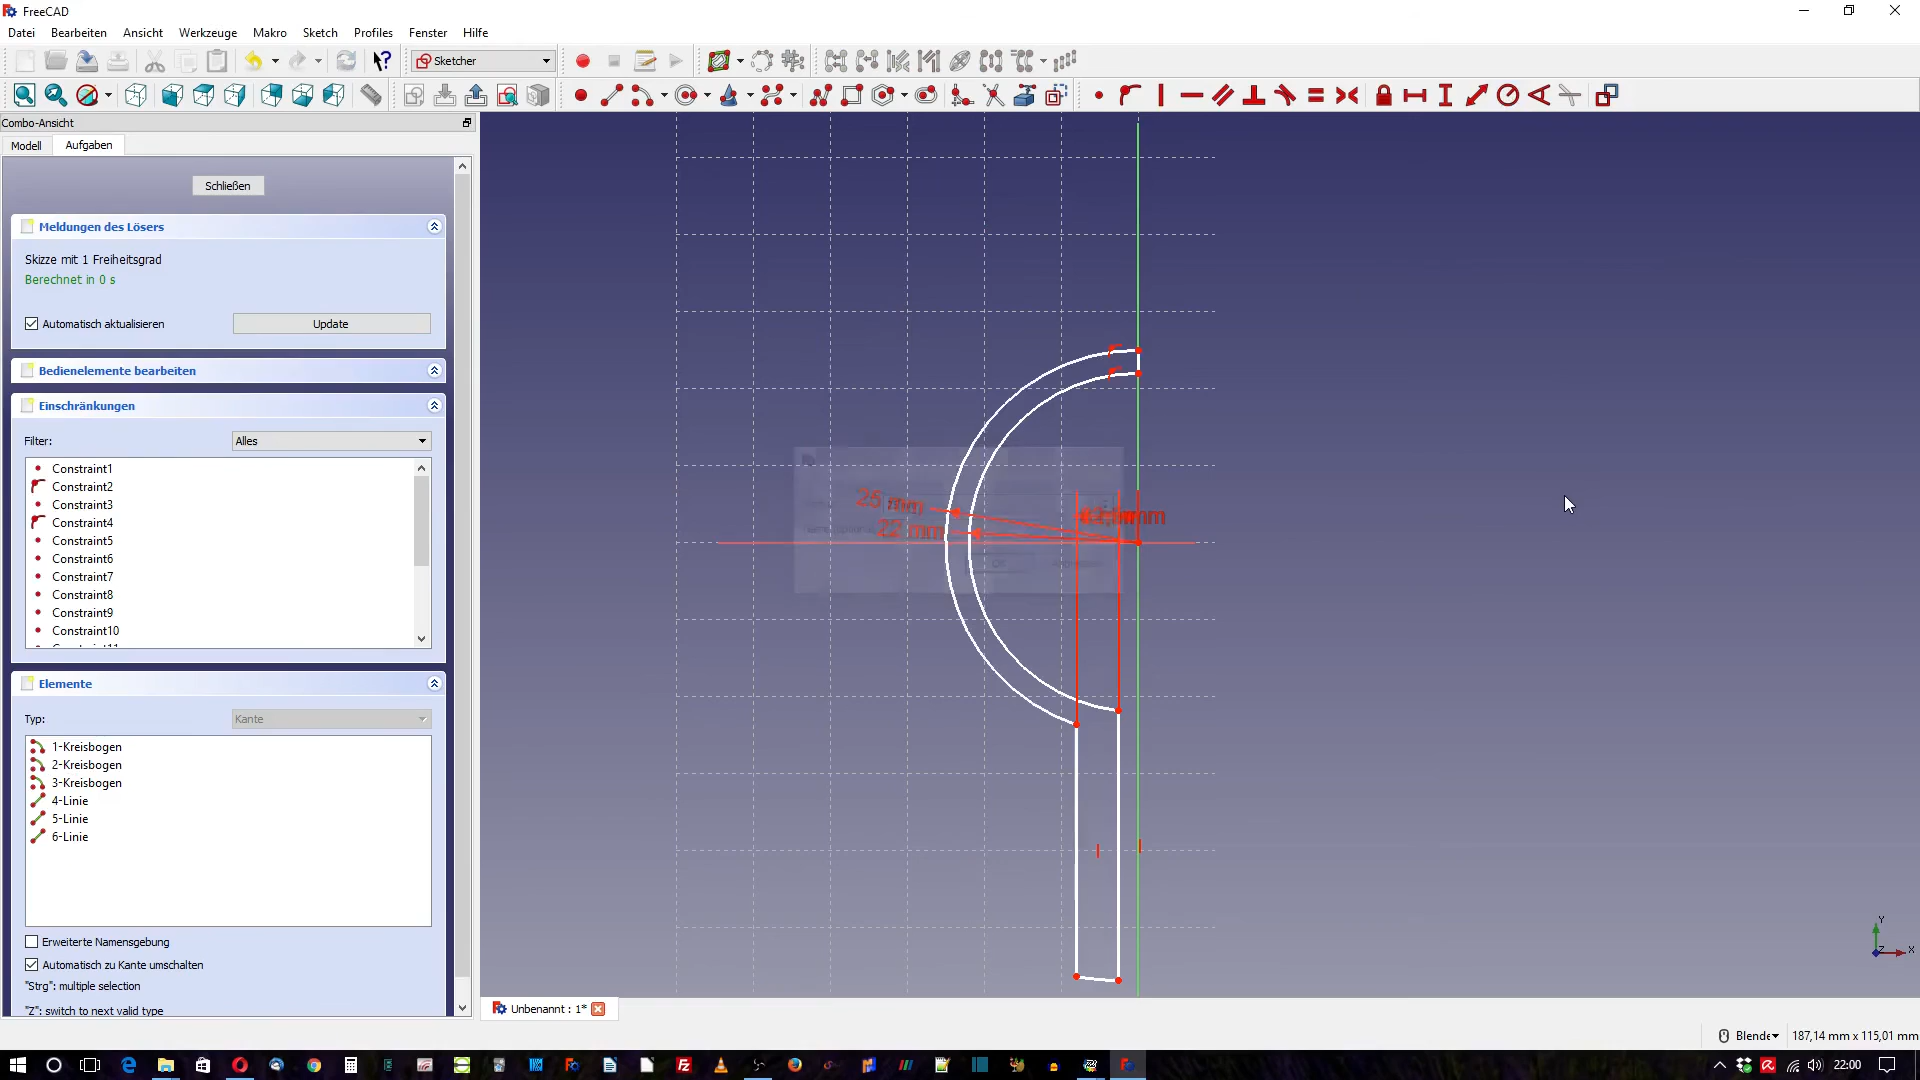 FreeCAD
Datei Bearbeiten Ansicht Werkzeuge Makro Sketch Profiles Fenster Hilfe
Sketcher
Combo-Ansicht
Modell Aufgaben
Schließen
Meldungen des Lösers
Skizze mit 1 Freiheitsgrad
Berechnet in 0 s
Automatisch aktualisieren Update
Bedienelemente bearbeiten
Einschränkungen
Filter: Alles
Constraint1
Constraint2
Constraint3
Constraint4
Constraint5
Constraint6
Constraint7
Constraint8
Constraint9
Constraint10
Elemente
Typ: Kante
1-Kreisbogen
2-Kreisbogen
3-Kreisbogen
4-Linie
5-Linie
6-Linie
Erweiterte Namensgebung
Automatisch zu Kante umschalten
"Strg": multiple selection
"Z": switch to next valid type
25 mm
22 mm
mm
Y
Z X
Unbenannt : 1*
Blende 187,14 mm x 115,01 mm
22:00